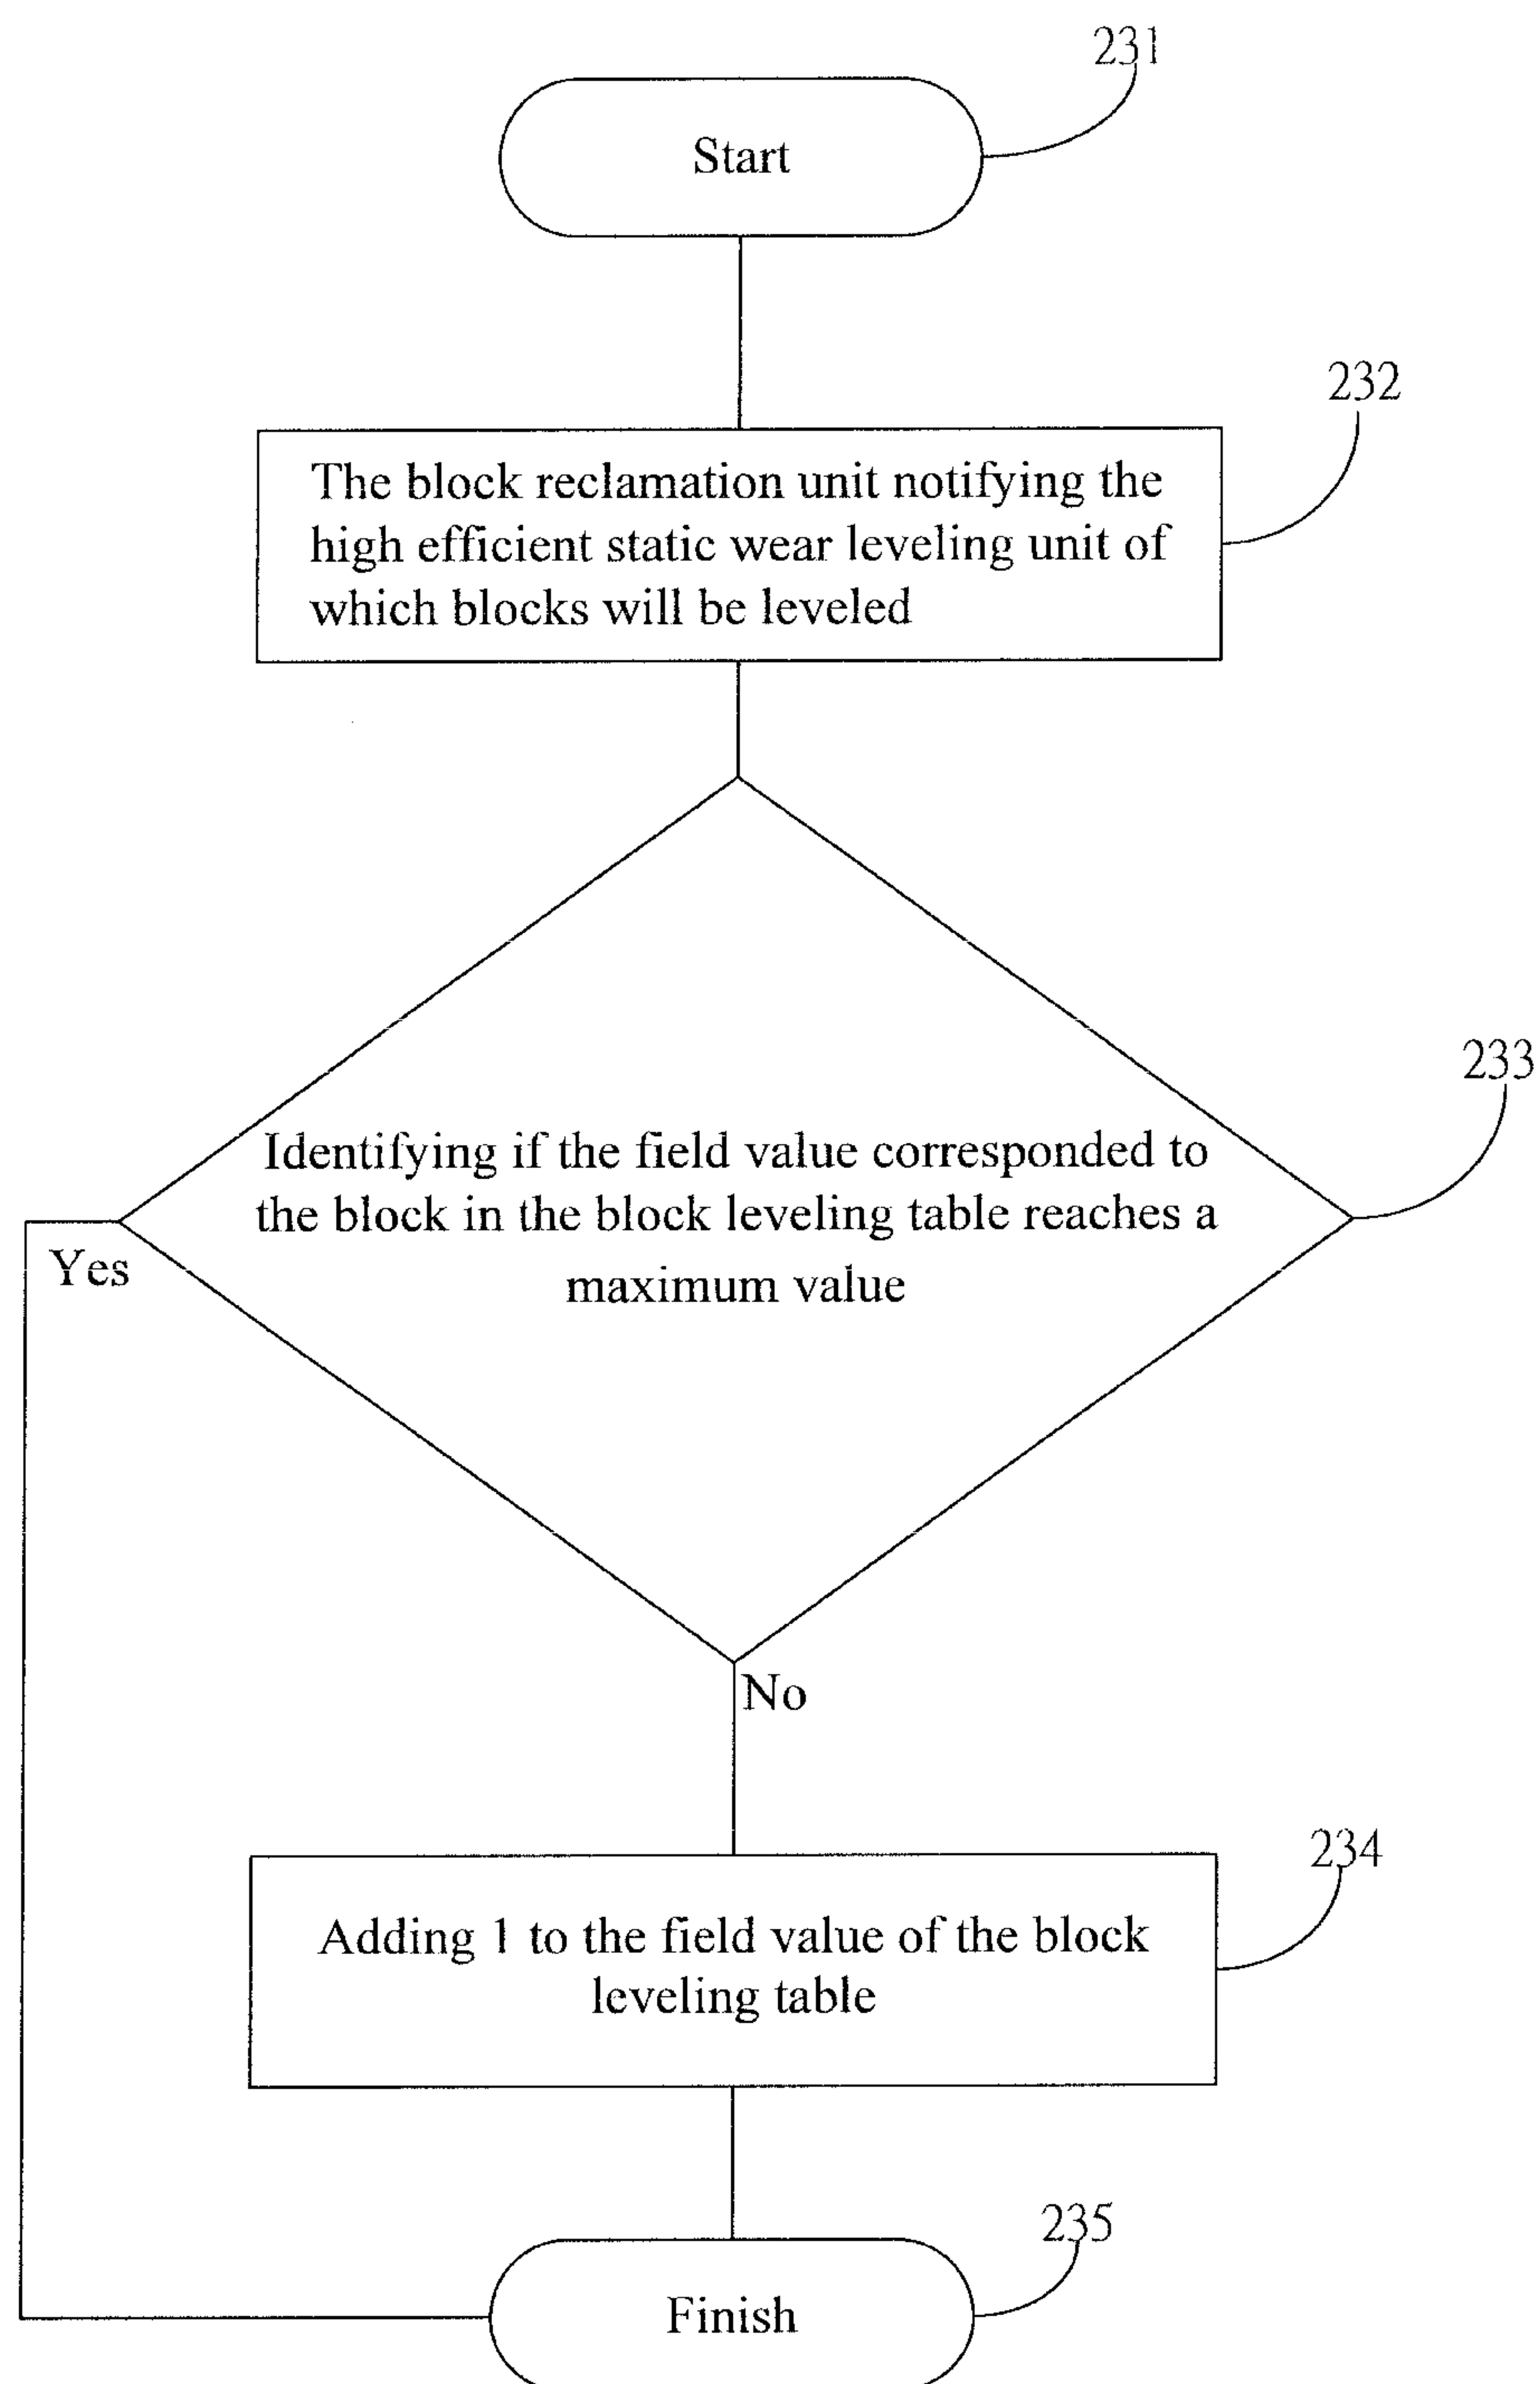 231
Start
232
The block reclamation unit notifying the
high efficient static wear leveling unit of
which blocks will be leveled
233
Identifying if the field value corresponded to
the block in the block leveling table reaches a
maximum value
Yes
No
234
Adding 1 to the field value of the block
leveling table
235
Finish